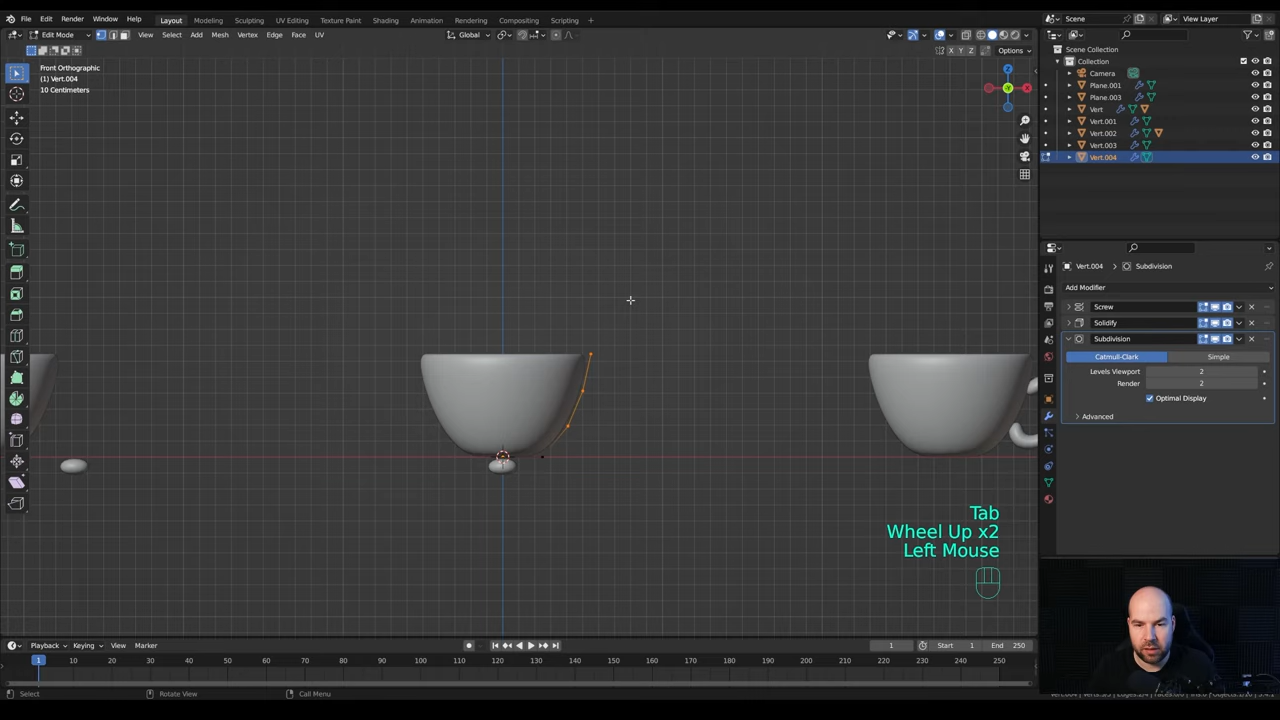 File Edit Render Window Help
Layout Modeling Sculpting UV Editing Texture Paint Shading Animation Rendering Compositing Scripting +
Scene
View Layer
Edit Mode
View Select Add Mesh Vertex Edge Face UV
Global
X Y Z
Options
Front Orthographic
(1) Vert.004
10 Centimeters
Z
Scene Collection
Collection
Camera
Plane.001
Plane.003
Vert
Vert.001
Vert.002
Vert.003
Vert.004
Vert.004 > Subdivision
Add Modifier
Screw
Solidify
Subdivision
Catmull-Clark Simple
Levels Viewport 2
Render 2
Optimal Display
Advanced
Tab
Wheel Up x2
Left Mouse
Playback Keying View Marker
1 Start 1 End 250
1 10 20 30 40 50 60 70 80 90 100 110 120 130 140 150 160 170 180 190 200 210 220 230 240 250
Select Rotate View Call Menu